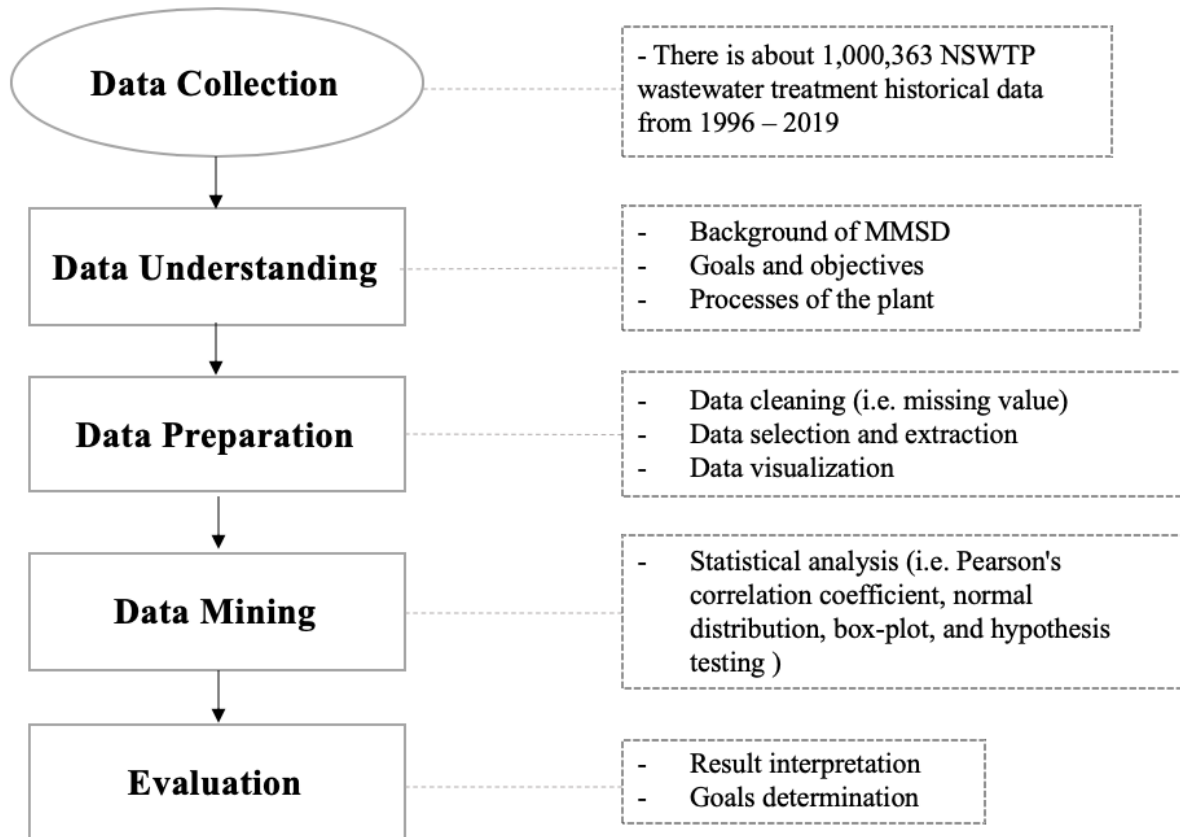 Data Collection
- There is about 1,000,363 NSWTP
wastewater treatment historical data
from 1996 – 2019
Data Understanding
- Background of MMSD
- Goals and objectives
- Processes of the plant
Data Preparation
- Data cleaning (i.e. missing value)
- Data selection and extraction
- Data visualization
Data Mining
- Statistical analysis (i.e. Pearson's
correlation coefficient, normal
distribution, box-plot, and hypothesis
testing )
Evaluation
- Result interpretation
- Goals determination